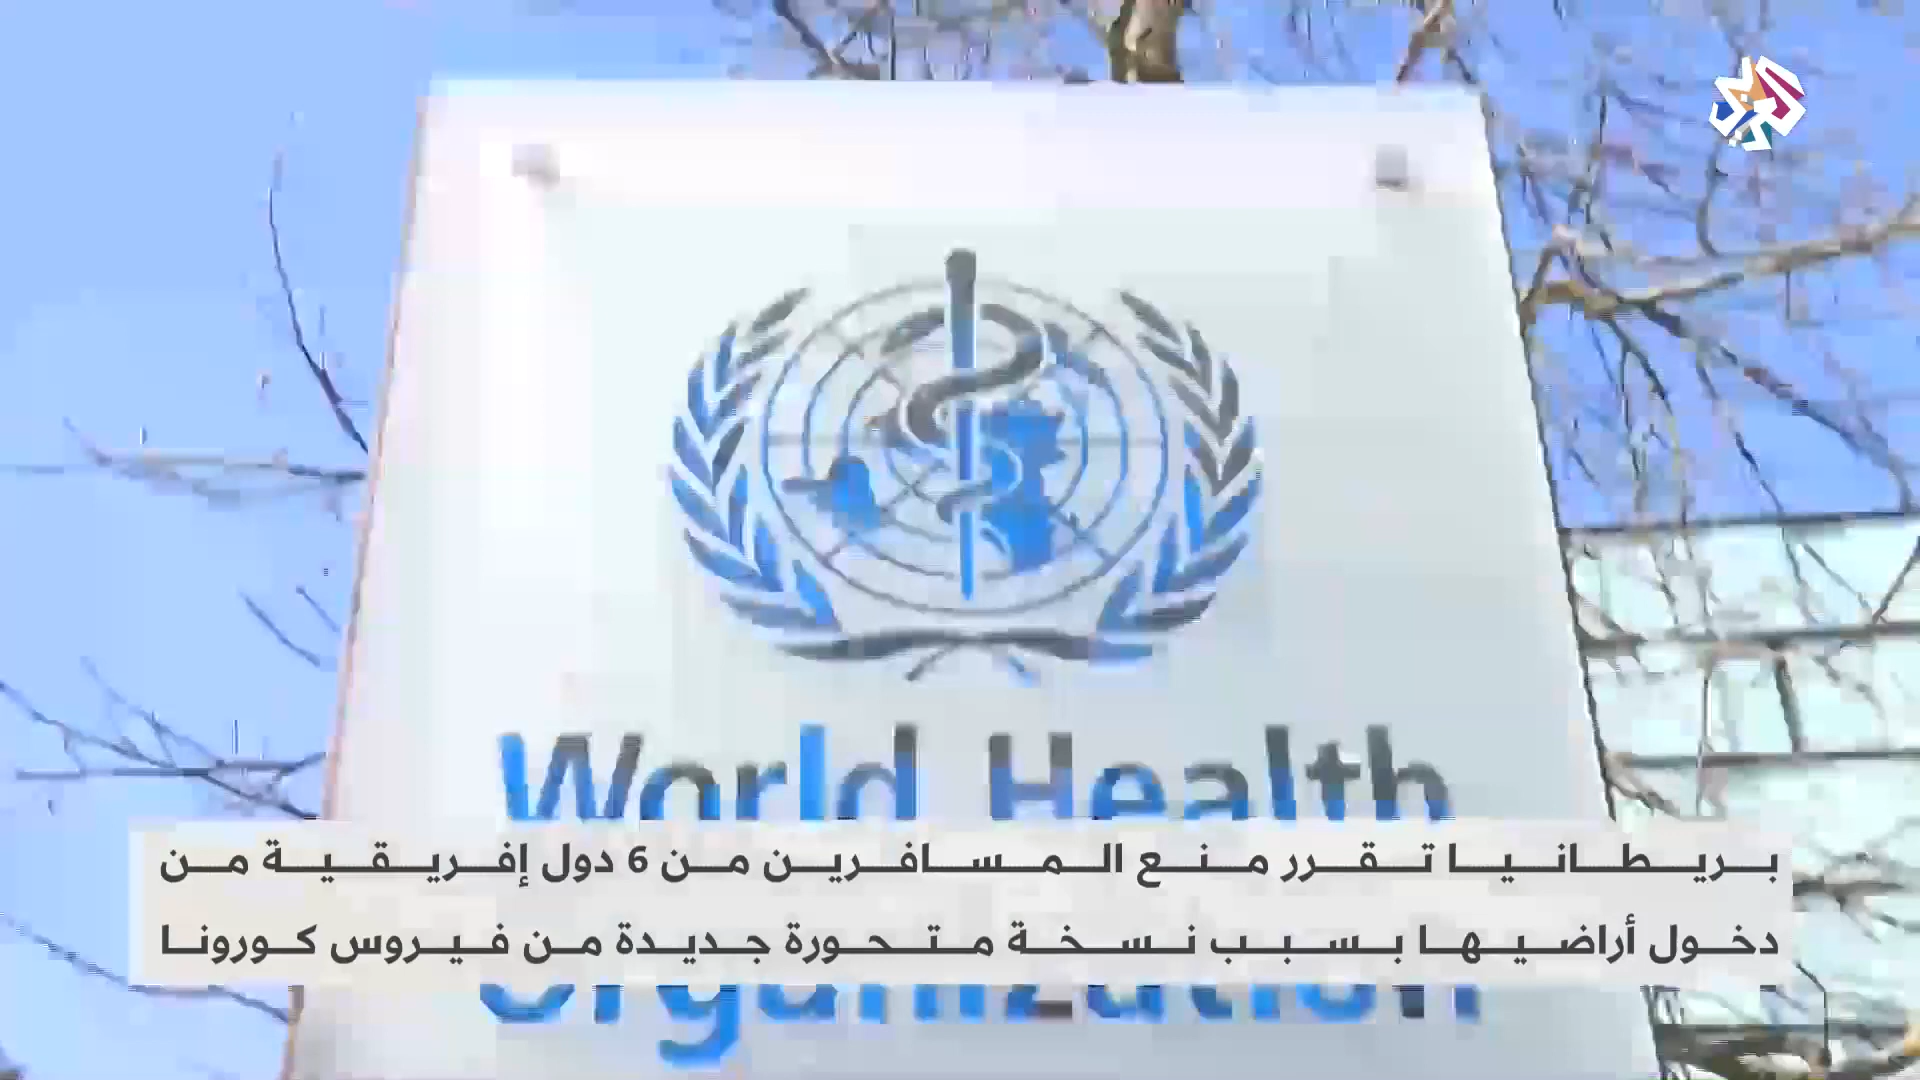 World Health
Organization
بريطانيا تقرر منع المسافرين من 6 دول إفريقية من
دخول أراضيها بسبب نسخة متحورة جديدة من فيروس كورونا